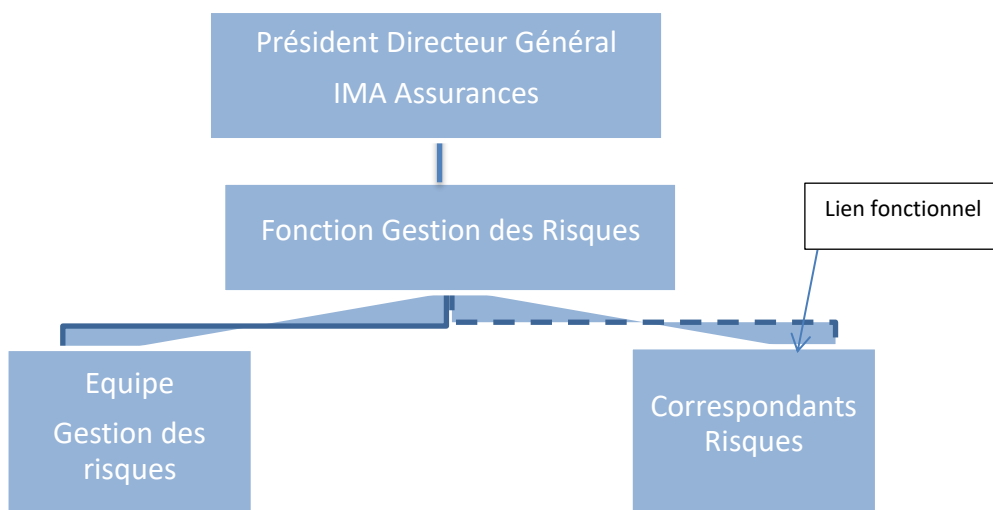 Président Directeur Général
IMA Assurances
Fonction Gestion des Risques
Lien fonctionnel
Equipe
Gestion des
risques
Correspondants
Risques